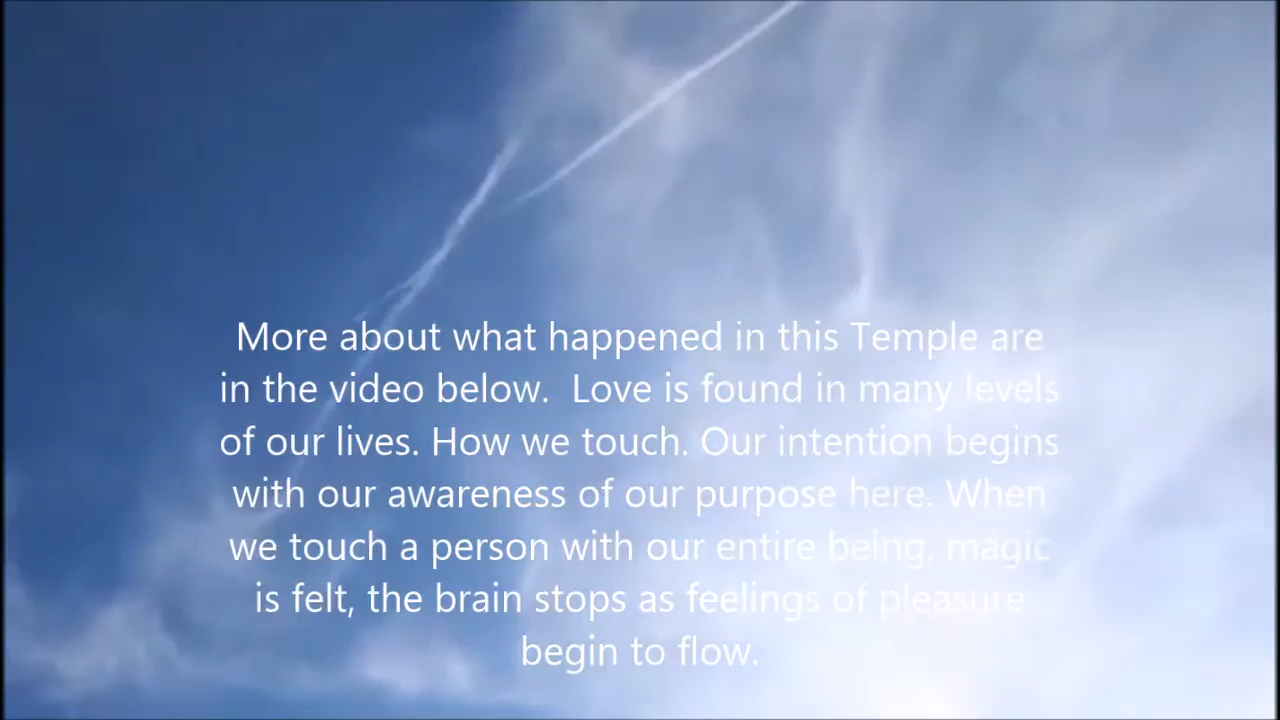 More about what happened in this Temple are
in the video below.  Love is found in many levels
of our lives. How we touch. Our intention begins
with our awareness of our purpose here. When
we touch a person with our entire being. magic
is felt, the brain stops as feelings of pleasure
begin to flow.